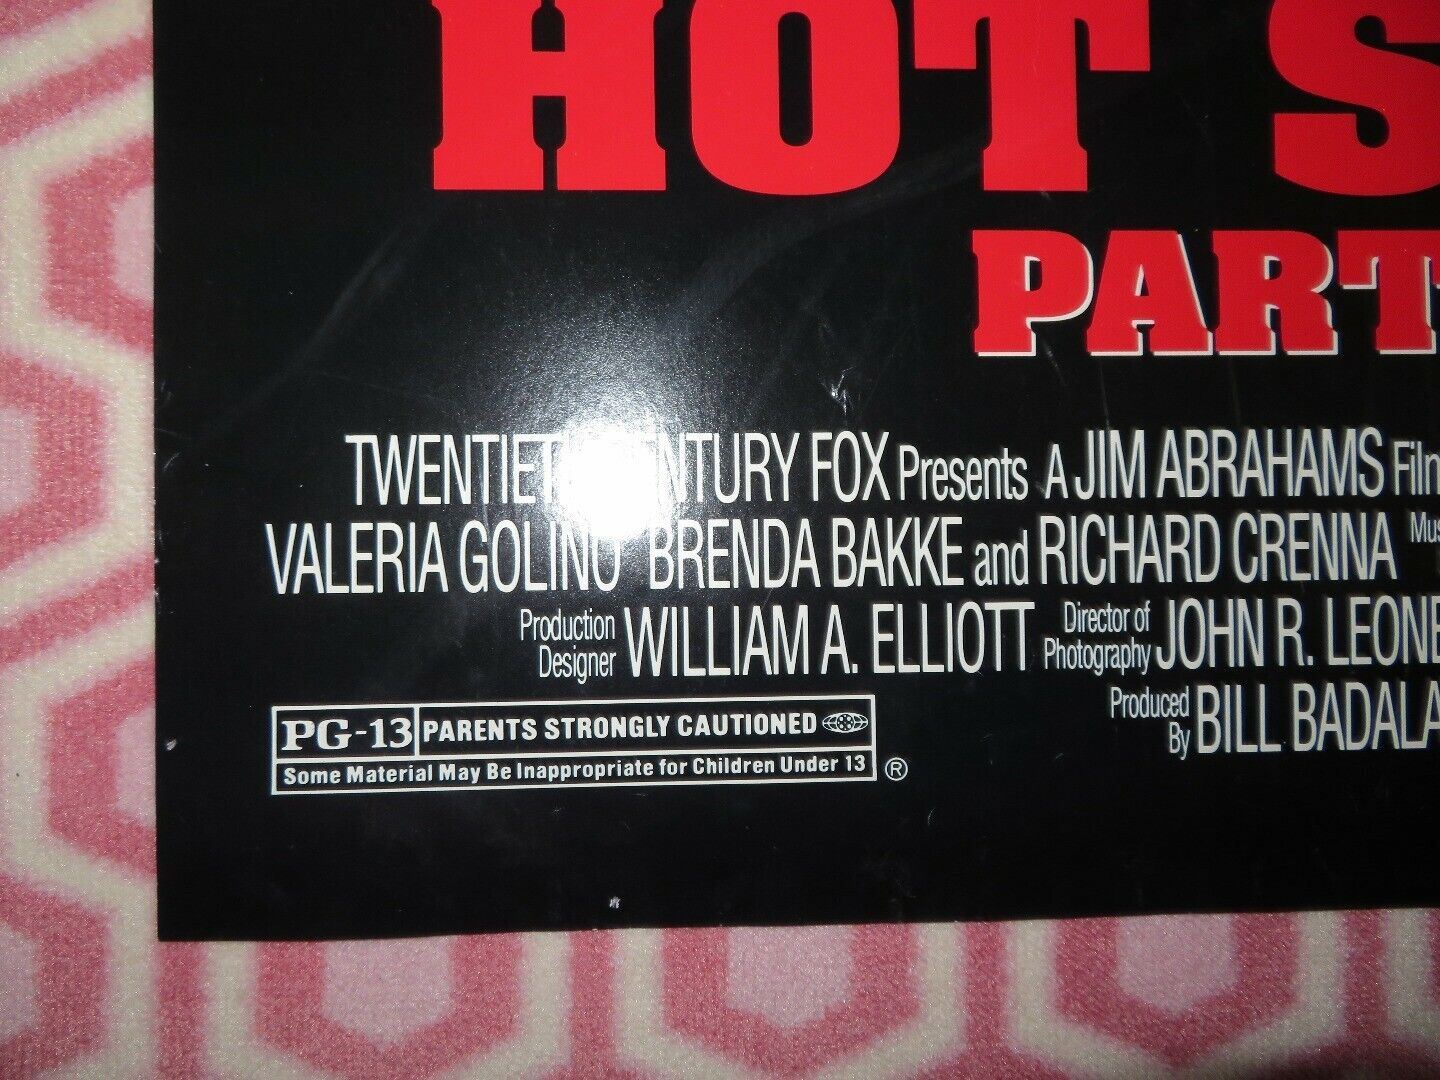 HOT S
PART
TWENTIETH CENTURY FOX Presents A JIM ABRAHAMS Film
VALERIA GOLINO BRENDA BAKKE and RICHARD CRENNA Mus
Production Designer WILLIAM A. ELLIOTT Director of Photography JOHN R. LEONE
Produced By BILL BADALA
PG-13 PARENTS STRONGLY CAUTIONED
Some Material May Be Inappropriate for Children Under 13 ®